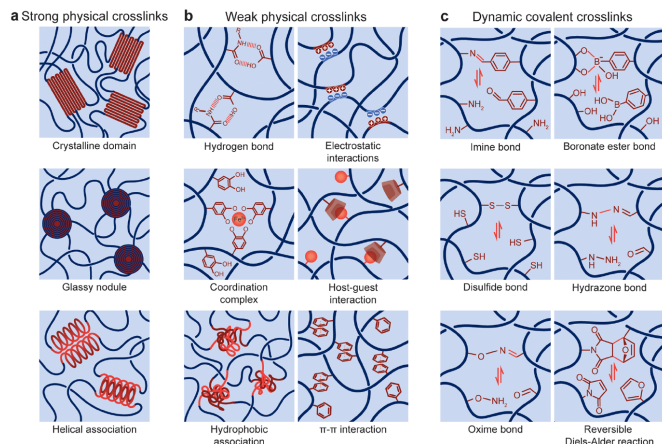 a Strong physical crosslinks
b Weak physical crosslinks
c Dynamic covalent crosslinks
Crystalline domain
Hydrogen bond
Electrostatic
interactions
Imine bond
Boronate ester bond
Glassy nodule
Coordination
complex
Host-guest
interaction
Disulfide bond
Hydrazone bond
Helical association
Hydrophobic
association
π-π interaction
Oxime bond
Reversible
Diels-Alder reaction